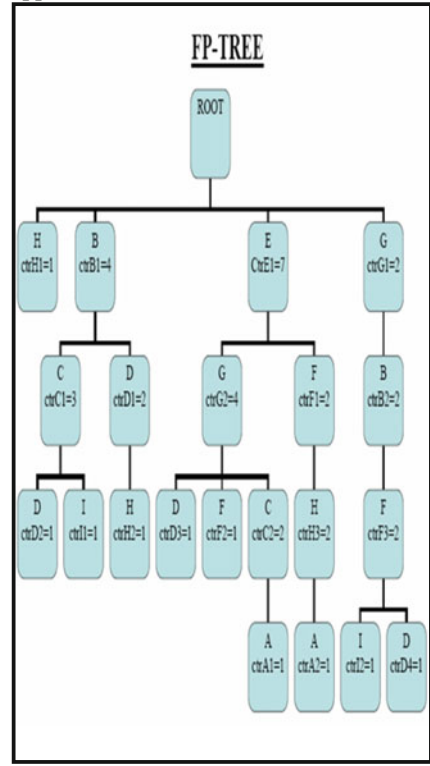 FP-TREE
ROOT
H
ctrH1=1
B
ctrB1=4
E
CtrE1=7
G
ctrG1=2
C
ctrC1=3
D
ctrD1=2
G
ctrG2=4
F
ctrF1=2
B
ctrB2=2
D
ctrD2=1
I
ctrI1=1
H
ctrH2=1
D
ctrD3=1
F
ctrF2=1
C
ctrC2=2
H
ctrH3=2
F
ctrF3=2
A
ctrA1=1
A
ctrA2=1
I
ctrI2=1
D
ctrD4=1